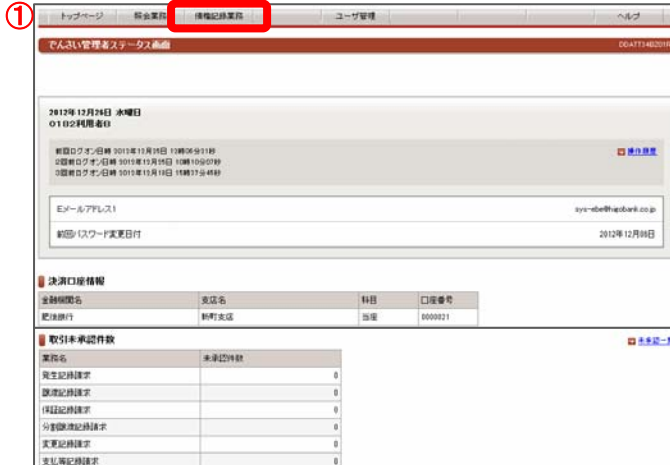 ①
トップページ 照会業務 債権記録業務 ユーザ管理 ヘルプ
でんさい管理者ステータス画面
2012年12月26日 水曜日
0102利用者0
操作履歴
Eメールアドレス1 sys-ebe@higobank.co.jp
前回パスワード変更日付 2012年12月08日
決済口座情報
金融機関名 支店名 科目 口座番号
肥後銀行 新町支店 当座 0000021
取引未承認件数
業務名 未承認件数
発生記録請求 0
譲渡記録請求 0
保証記録請求 0
分割譲渡記録請求 0
変更記録請求 0
支払等記録請求 0